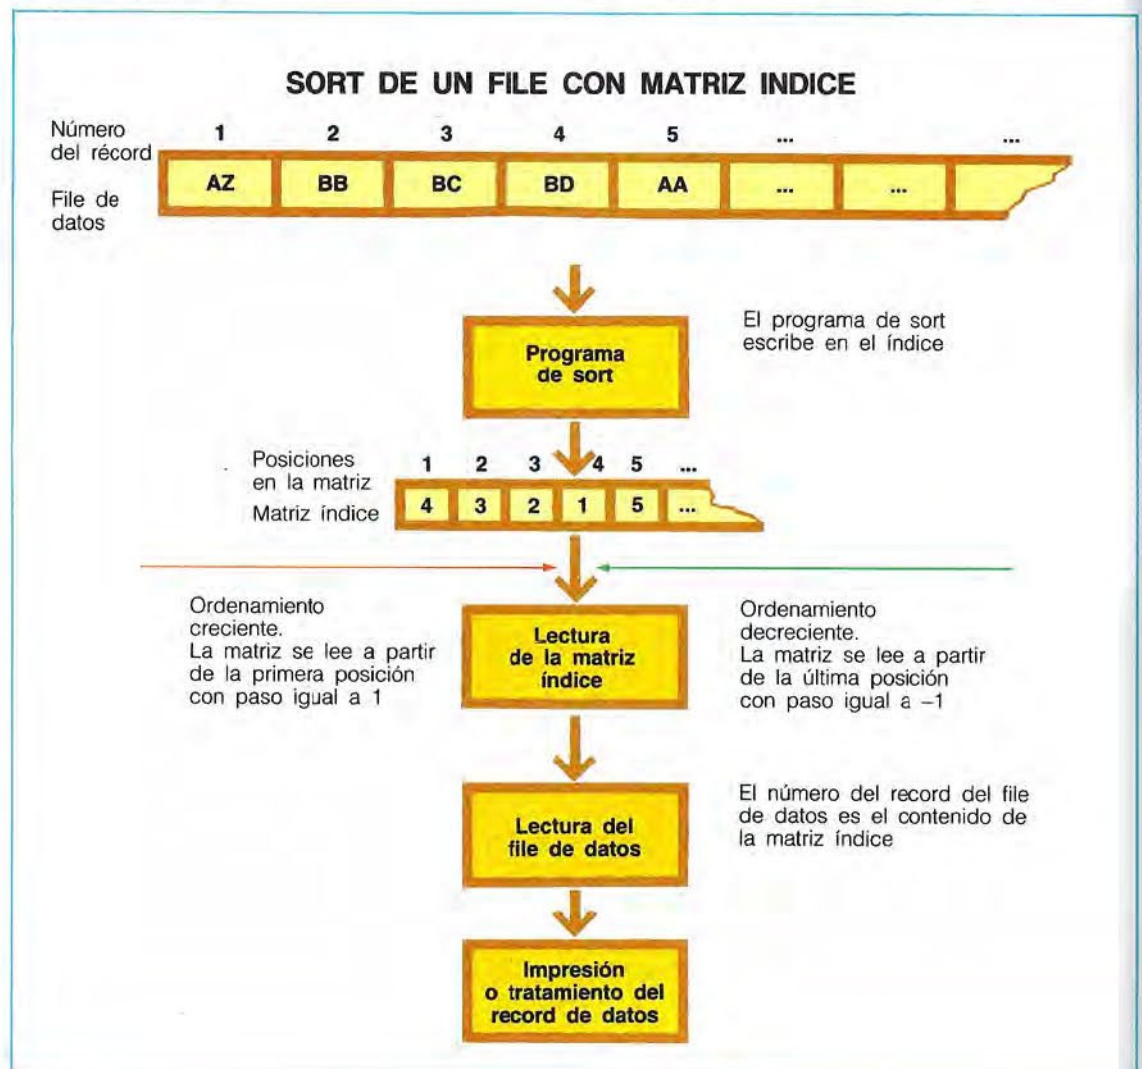 SORT DE UN FILE CON MATRIZ INDICE
Número
del récord
1 2 3 4 5 ... ...
File de
datos
AZ BB BC BD AA ... ...
Programa
de sort
El programa de sort
escribe en el índice
Posiciones
en la matriz
1 2 3 4 5 ...
Matriz índice
4 3 2 1 5 ...
Ordenamiento
creciente.
La matriz se lee a partir
de la primera posición
con paso igual a 1
Lectura
de la matriz
índice
Ordenamiento
decreciente.
La matriz se lee a partir
de la última posición
con paso igual a –1
Lectura del
file de datos
El número del record del file
de datos es el contenido de
la matriz índice
Impresión
o tratamiento del
record de datos